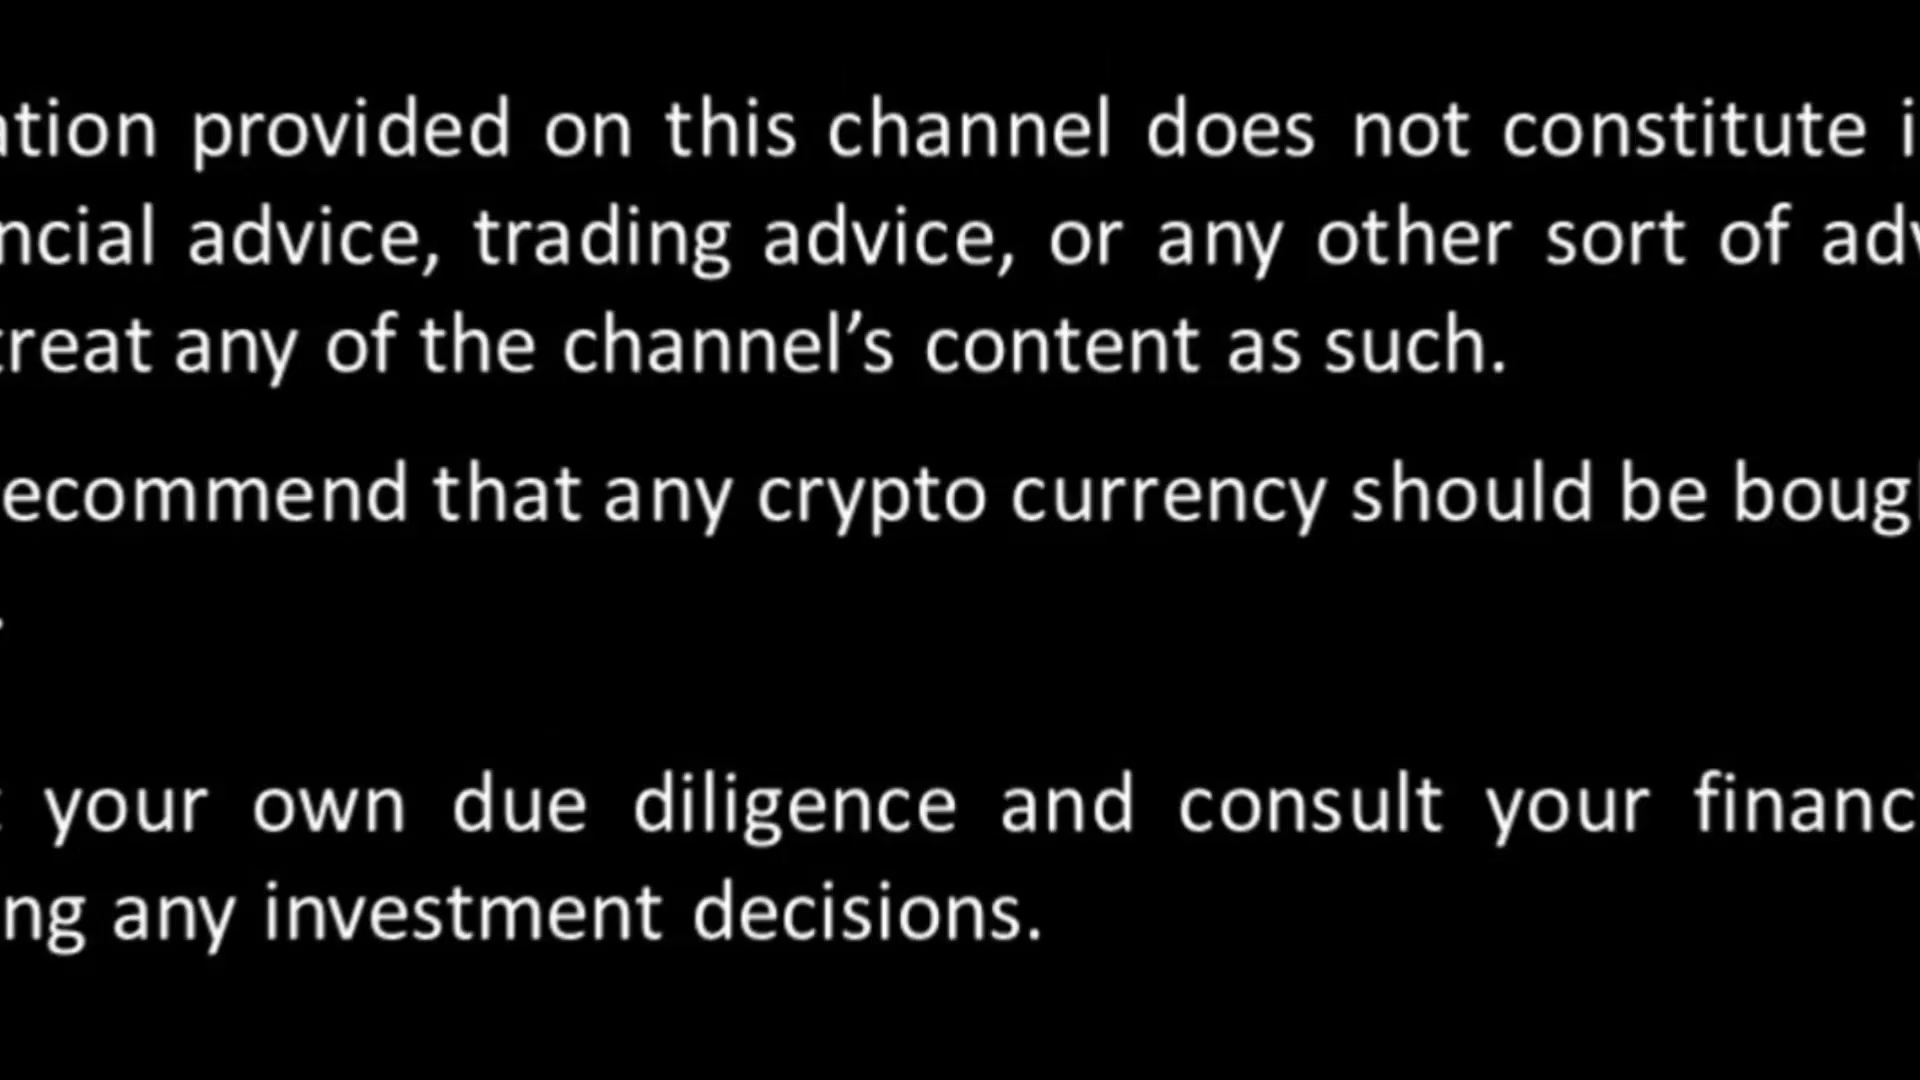 ation provided on this channel does not constitute i
ncial advice, trading advice, or any other sort of adv
treat any of the channel’s content as such.
ecommend that any crypto currency should be boug
.
your own due diligence and consult your financ
ng any investment decisions.